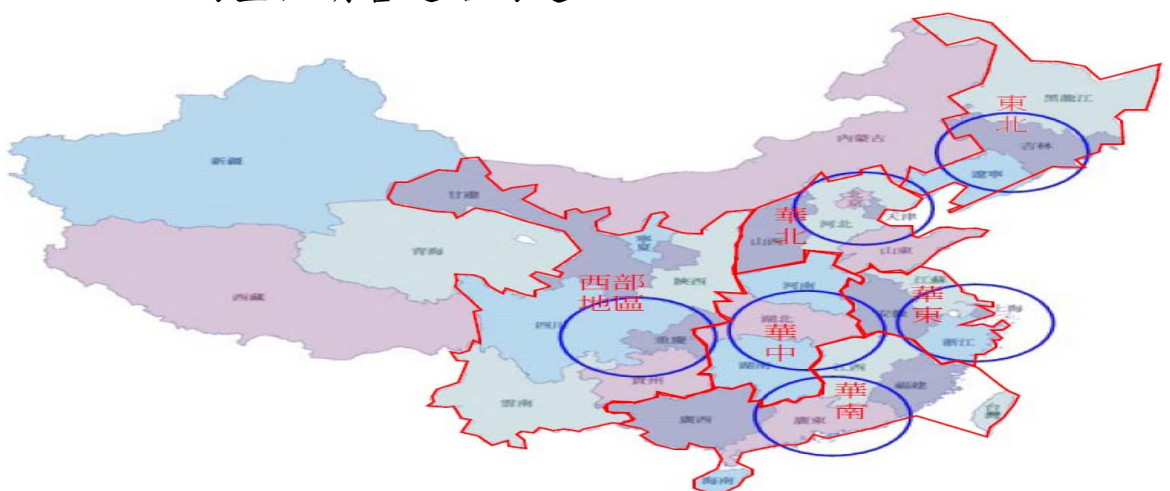 黑龍江
東北
吉林
內蒙古
遼寧
新疆
甘肅
北京
天津
華北
河北
山西
山東
寧夏
青海
陝西
西部
地區
河南
江蘇
華東
上海
西藏
四川
湖北
安徽
重慶
華中
浙江
湖南
江西
貴州
華南
福建
雲南
廣西
廣東
台灣
海南